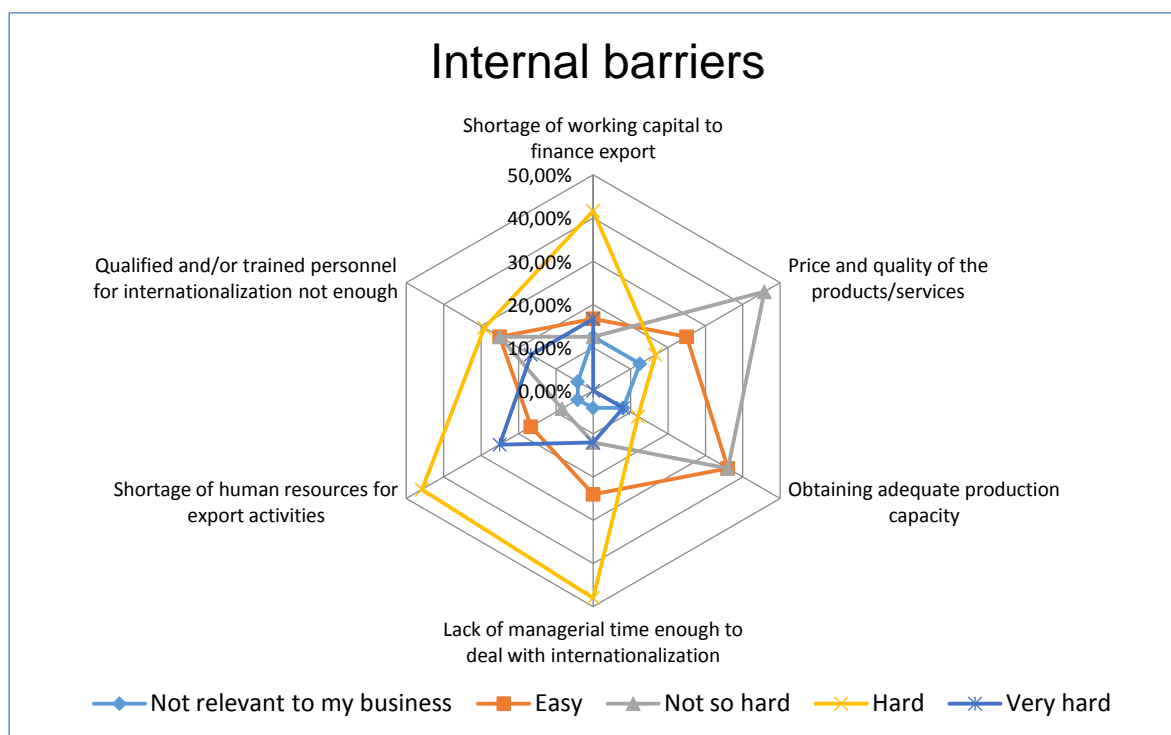 Internal barriers
Shortage of working capital to
finance export
50,00%
40,00%
30,00%
20,00%
10,00%
0,00%
Price and quality of the
products/services
Obtaining adequate production
capacity
Lack of managerial time enough to
deal with internationalization
Shortage of human resources for
export activities
Qualified and/or trained personnel
for internationalization not enough
Not relevant to my business
Easy
Not so hard
Hard
Very hard